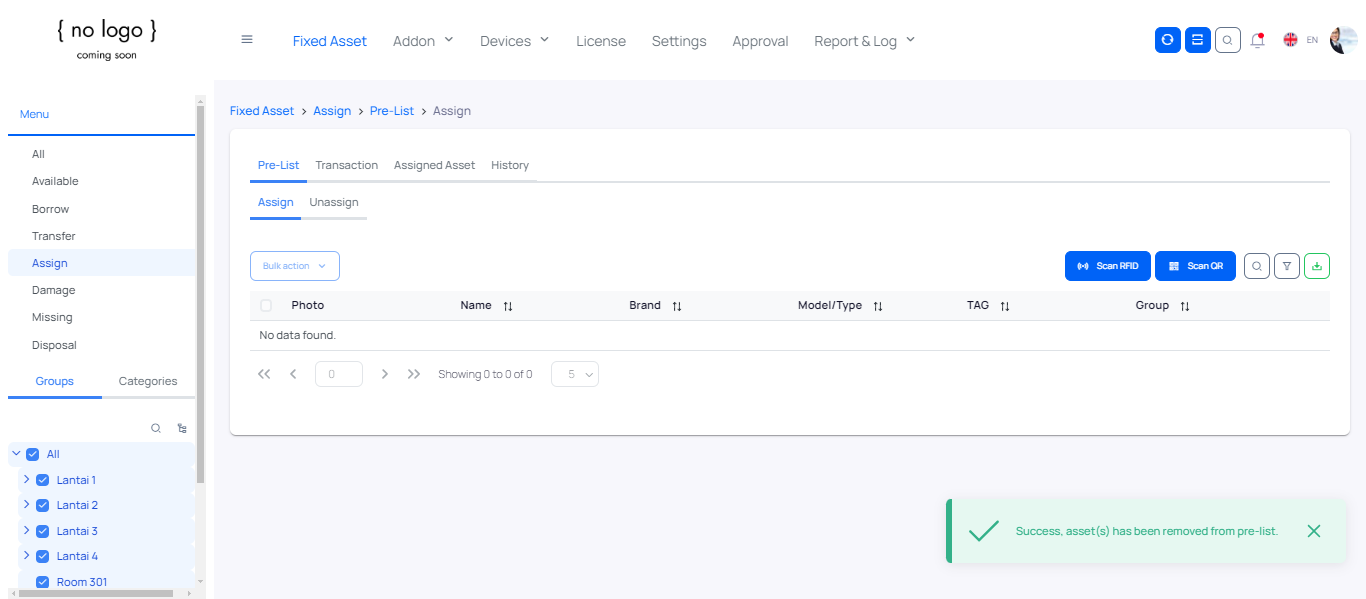 { no logo }
coming soon
Fixed Asset Addon Devices License Settings Approval Report & Log EN
Menu
All
Available
Borrow
Transfer
Assign
Damage
Missing
Disposal
Groups Categories
All
Lantai 1
Lantai 2
Lantai 3
Lantai 4
Room 301
Fixed Asset > Assign > Pre-List > Assign
Pre-List Transaction Assigned Asset History
Assign Unassign
Bulk action Scan RFID Scan QR
Photo Name Brand Model/Type TAG Group
No data found.
0 Showing 0 to 0 of 0 5
Success, asset(s) has been removed from pre-list.